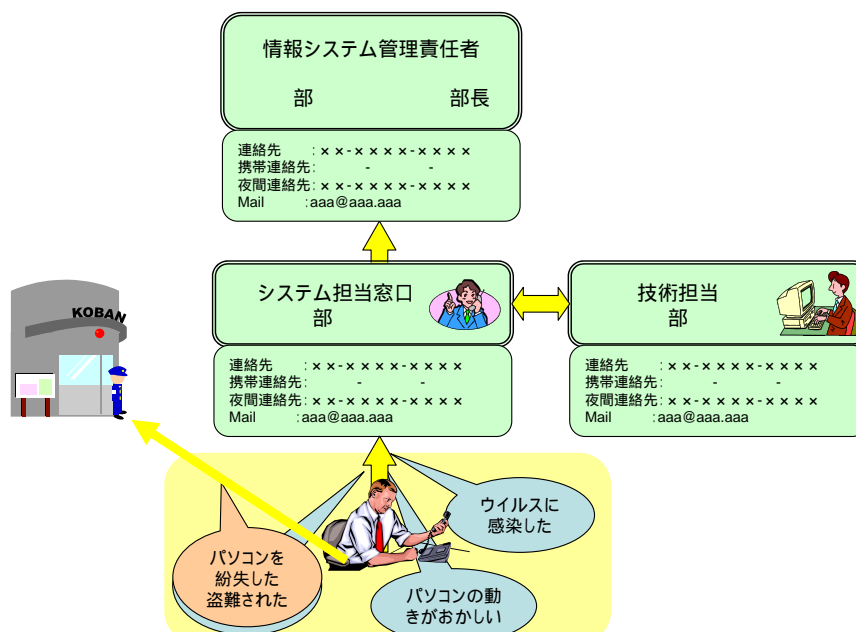 情報システム管理責任者
部 部長
連絡先 :××-××××-××××
携帯連絡先: - -
夜間連絡先:××-××××-××××
Mail :aaa@aaa.aaa
KOBAN
システム担当窓口
部
連絡先 :××-××××-××××
携帯連絡先: - -
夜間連絡先:××-××××-××××
Mail :aaa@aaa.aaa
技術担当
部
連絡先 :××-××××-××××
携帯連絡先: - -
夜間連絡先:××-××××-××××
Mail :aaa@aaa.aaa
ウイルスに
感染した
パソコンを
紛失した
盗難された
パソコンの動
きがおかしい